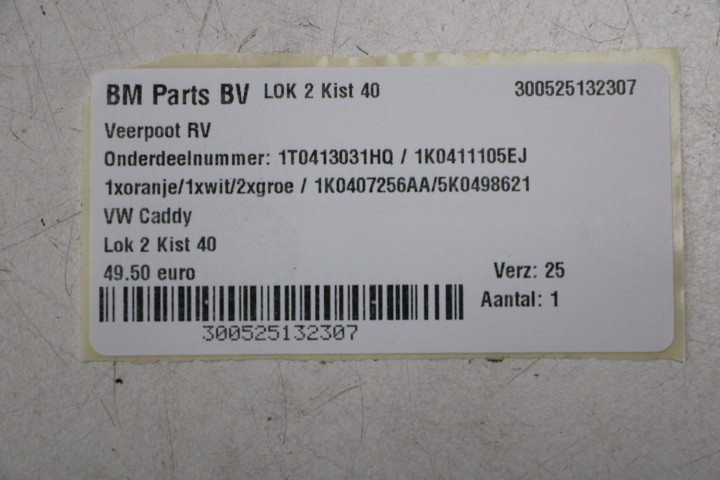 BM Parts BV LOK 2 Kist 40 300525132307
Veerpoot RV
Onderdeelnummer: 1T0413031HQ / 1K0411105EJ
1xoranje/1xwit/2xgroe / 1K0407256AA/5K0498621
VW Caddy
Lok 2 Kist 40
49.50 euro Verz: 25
Aantal: 1
300525132307